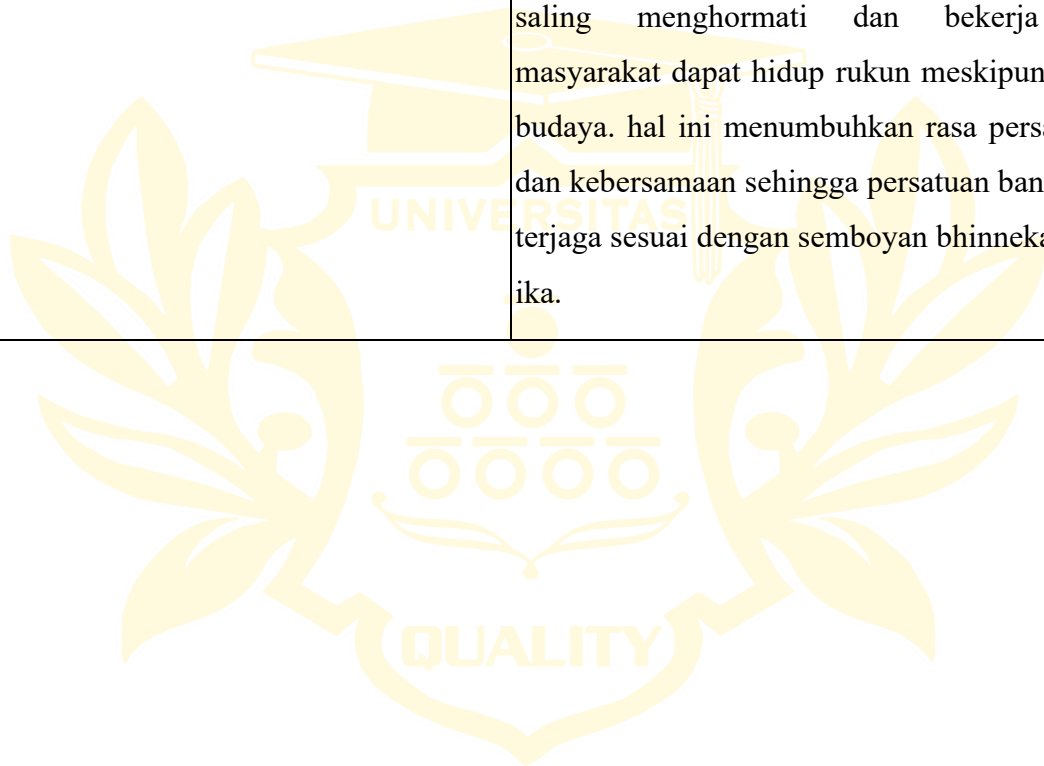 saling menghormati dan bekerja
masyarakat dapat hidup rukun meskipun
budaya. hal ini menumbuhkan rasa
dan kebersamaan sehingga persatuan
terjaga sesuai dengan semboyan
ika.
UNIVERSITAS
QUALITY